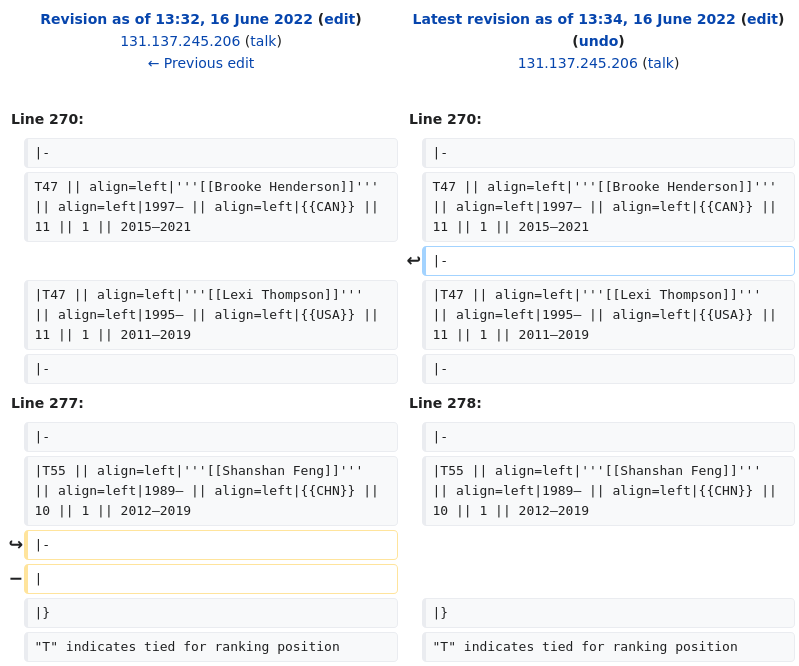 Revision as of 13:32, 16 June 2022 (edit)
131.137.245.206 (talk)
← Previous edit
Latest revision as of 13:34, 16 June 2022 (edit)
(undo)
131.137.245.206 (talk)
Line 270:
Line 270:
|-
|-
T47 || align=left|'''[[Brooke Henderson]]'''
|| align=left|1997– || align=left|{{CAN}} ||
11 || 1 || 2015–2021
T47 || align=left|'''[[Brooke Henderson]]'''
|| align=left|1997– || align=left|{{CAN}} ||
11 || 1 || 2015–2021
↩ |-
|T47 || align=left|'''[[Lexi Thompson]]'''
|| align=left|1995– || align=left|{{USA}} ||
11 || 1 || 2011–2019
|T47 || align=left|'''[[Lexi Thompson]]'''
|| align=left|1995– || align=left|{{USA}} ||
11 || 1 || 2011–2019
|-
|-
Line 277:
Line 278:
|-
|-
|T55 || align=left|'''[[Shanshan Feng]]'''
|| align=left|1989– || align=left|{{CHN}} ||
10 || 1 || 2012–2019
|T55 || align=left|'''[[Shanshan Feng]]'''
|| align=left|1989– || align=left|{{CHN}} ||
10 || 1 || 2012–2019
↪ |-
− |
|}
|}
"T" indicates tied for ranking position
"T" indicates tied for ranking position